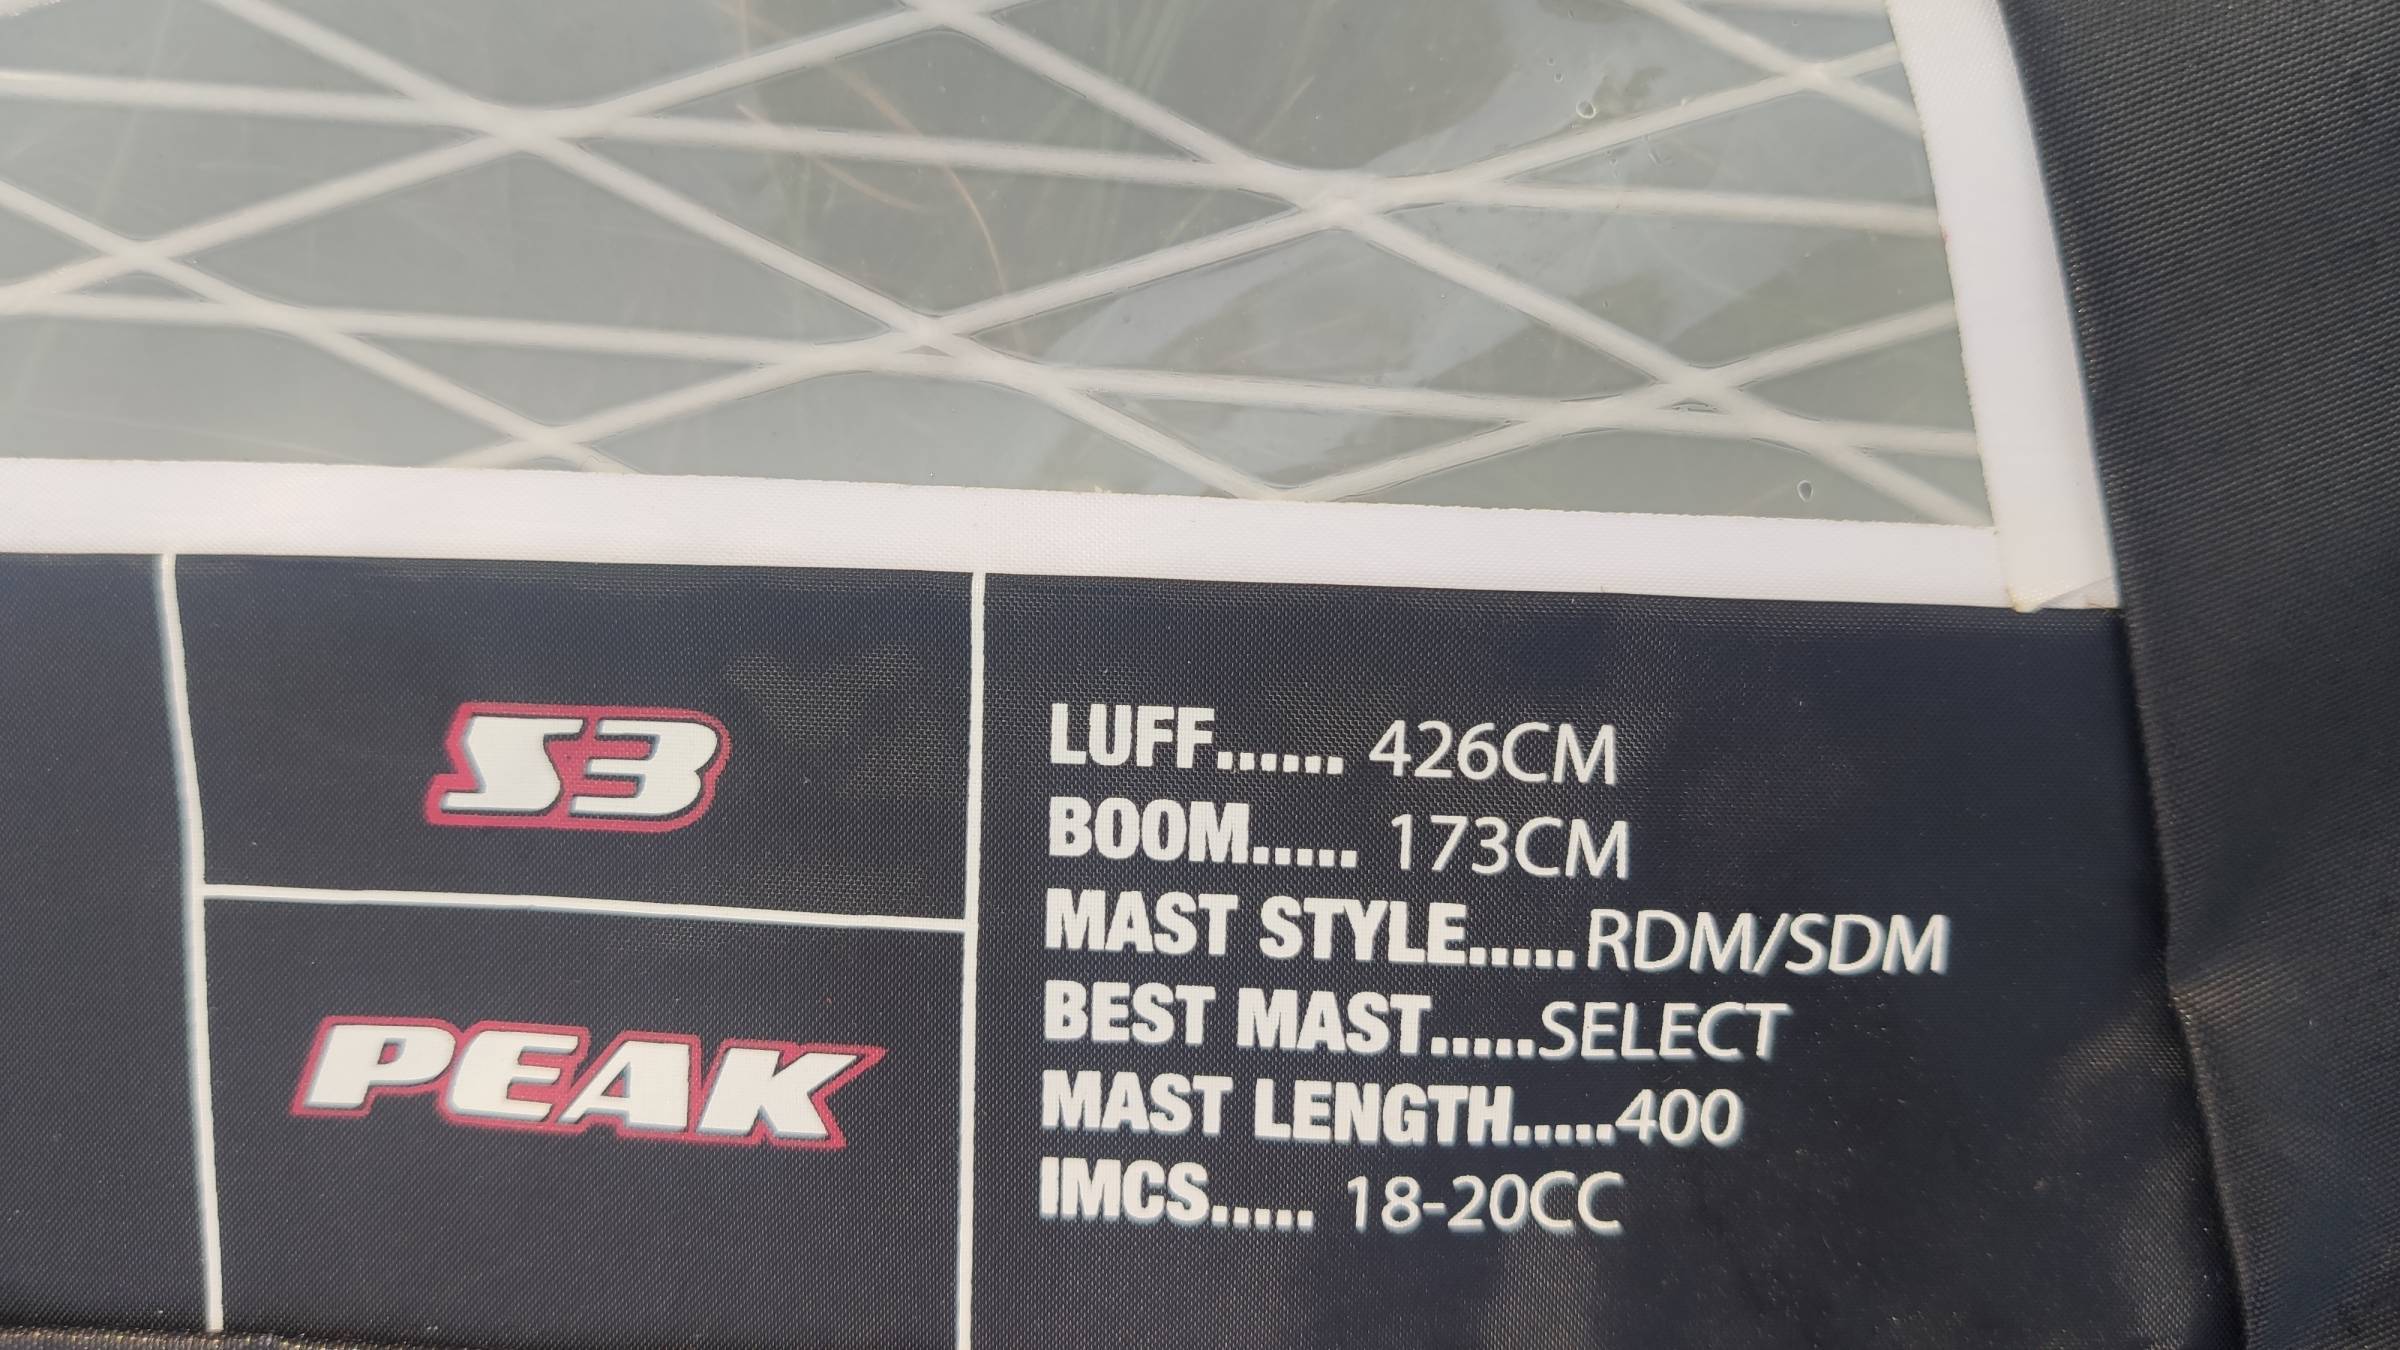 S3
PEAK
LUFF...... 426CM
BOOM..... 173CM
MAST STYLE.....RDM/SDM
BEST MAST.....SELECT
MAST LENGTH.....400
IMCS..... 18-20CC